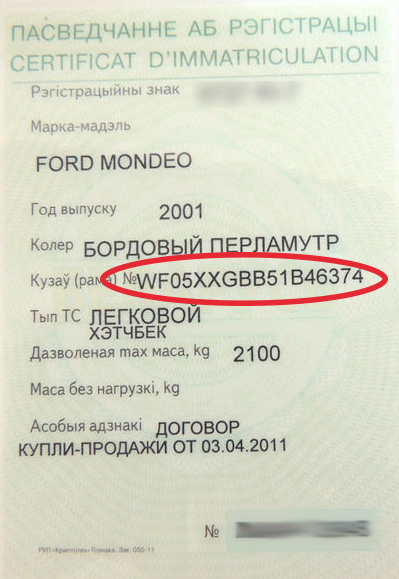 ПАСВЕДЧАННЕ АБ РЭГІСТРАЦЫІ
CERTIFICAT D'IMMATRICULATION
Рэгістрацыйны знак
Марка-мадэль
FORD MONDEO
Год выпуску 2001
Колер БОРДОВЫЙ ПЕРЛАМУТР
Кузаў (рама) № WF05XXGBB51B46374
Тып ТС ЛЕГКОВОЙ
ХЭТЧБЕК
Дазволеная max маса, kg 2100
Маса без нагрузкі, kg
Асобыя адзнакі ДОГОВОР
КУПЛИ-ПРОДАЖИ ОТ 03.04.2011
№
РУП «Криптотех» Гознака. Зак. 050-11